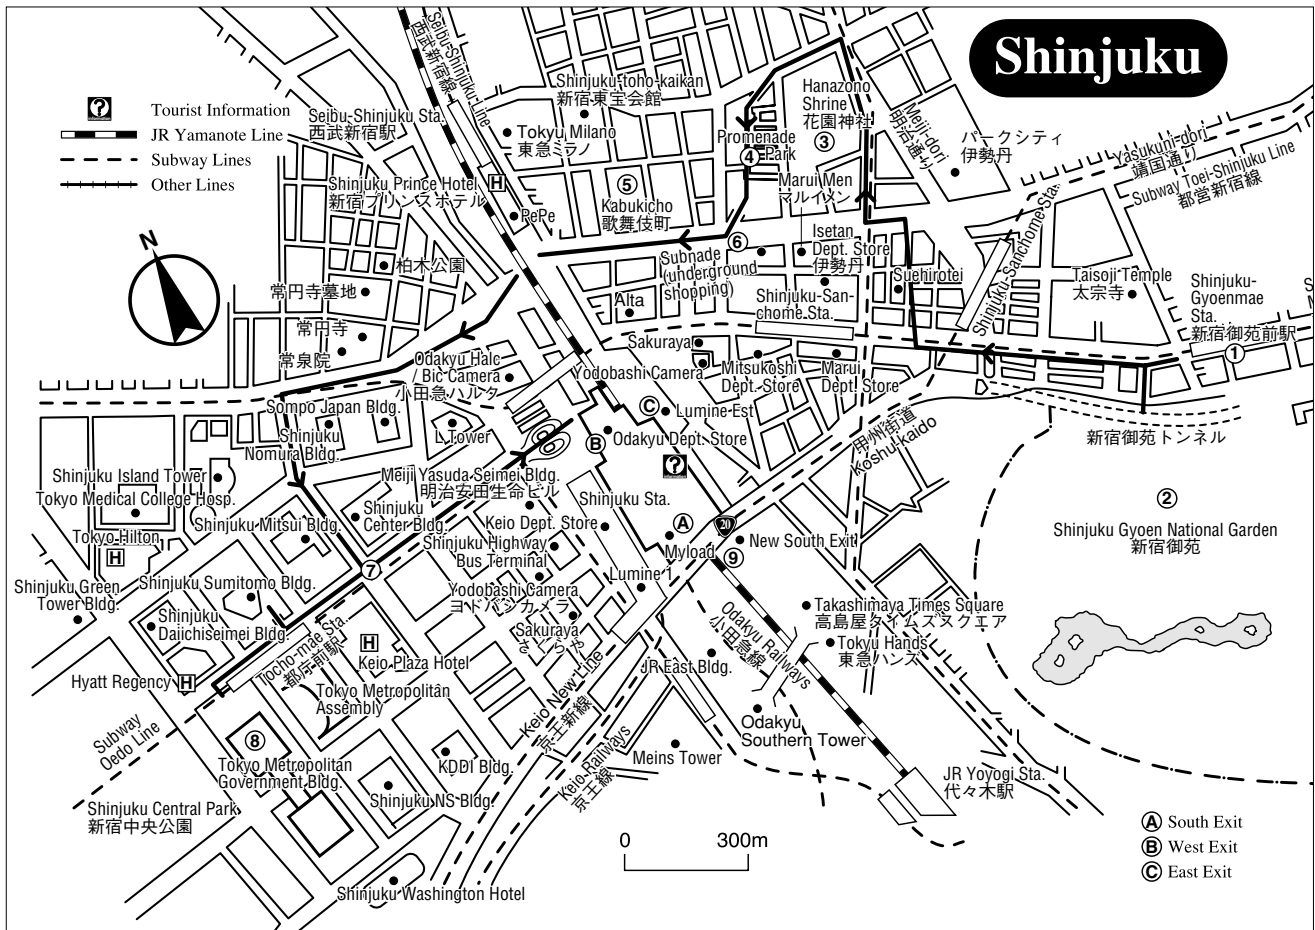 Shinjuku
?
Tourist Information
JR Yamanote Line
Subway Lines
Other Lines
N
Seibu-Shinjuku Line
西武新宿線
Seibu-Shinjuku Sta.
西武新宿駅
Shinjuku-toho-kaikan
新宿東宝会館
Tokyu Milano
東急ミラノ
Shinjuku Prince Hotel
新宿プリンスホテル
H
PePe
⑤
Kabukicho
歌舞伎町
Promenade
④
Park
Hanazono
Shrine
花園神社
③
Meiji-dori
明治通り
パークシティ
伊勢丹
Yasukuni-dori
靖国通り
Subway Toei-Shinjuku Line
都営新宿線
Marui Men
マルイメン
⑥
Subnade
(underground
shopping)
Isetan
Dept. Store
伊勢丹
Suehirotei
Shinjuku-Sanchome Sta.
Taisoji Temple
太宗寺
Shinjuku-
Gyoenmae
Sta.
新宿御苑前駅
S
①
柏木公園
常円寺墓地
常円寺
常泉院
Alta
Shinjuku-San-
chome Sta.
Sakuraya
Yodobashi Camera
Mitsukoshi
Dept. Store
Marui
Dept. Store
Odakyu Halc
/ Bic Camera
小田急ハルク
Sompo Japan Bldg.
Shinjuku
Nomura Bldg.
L Tower
Ⓒ
Lumine Est
Ⓑ
Odakyu Dept. Store
?
甲州街道
Koshu-kaido
新宿御苑トンネル
②
Shinjuku Gyoen National Garden
新宿御苑
Shinjuku Island Tower
Tokyo Medical College Hosp.
Tokyo Hilton
H
Shinjuku Mitsui Bldg.
Meiji Yasuda Seimei Bldg.
明治安田生命ビル
Shinjuku
Center Bldg.
Keio Dept. Store
Shinjuku Sta.
Shinjuku Highway
Bus Terminal
Ⓐ
Myload
20
⑨
New South Exit
Lumine 1
⑦
Shinjuku Green
Tower Bldg.
Shinjuku Sumitomo Bldg.
Shinjuku
Daiichiseimei Bldg.
Yodobashi Camera
ヨドバシカメラ
Sakuraya
さくらや
Takashimaya Times Square
高島屋タイムズスクエア
Tokyu Hands
東急ハンズ
Odakyu Railways
小田急線
JR East Bldg.
Hyatt Regency
H
Tocho-mae Sta.
都庁前駅
H
Keio Plaza Hotel
Tokyo Metropolitan
Assembly
Keio New Line
京王新線
Keio-Railways
京王線
Odakyu
Southern Tower
Meins Tower
Subway
Oedo Line
⑧
Tokyo Metropolitan
Government Bldg.
KDDI Bldg.
Shinjuku NS Bldg.
Shinjuku Central Park
新宿中央公園
JR Yoyogi Sta.
代々木駅
Shinjuku Washington Hotel
0
300m
Ⓐ South Exit
Ⓑ West Exit
Ⓒ East Exit